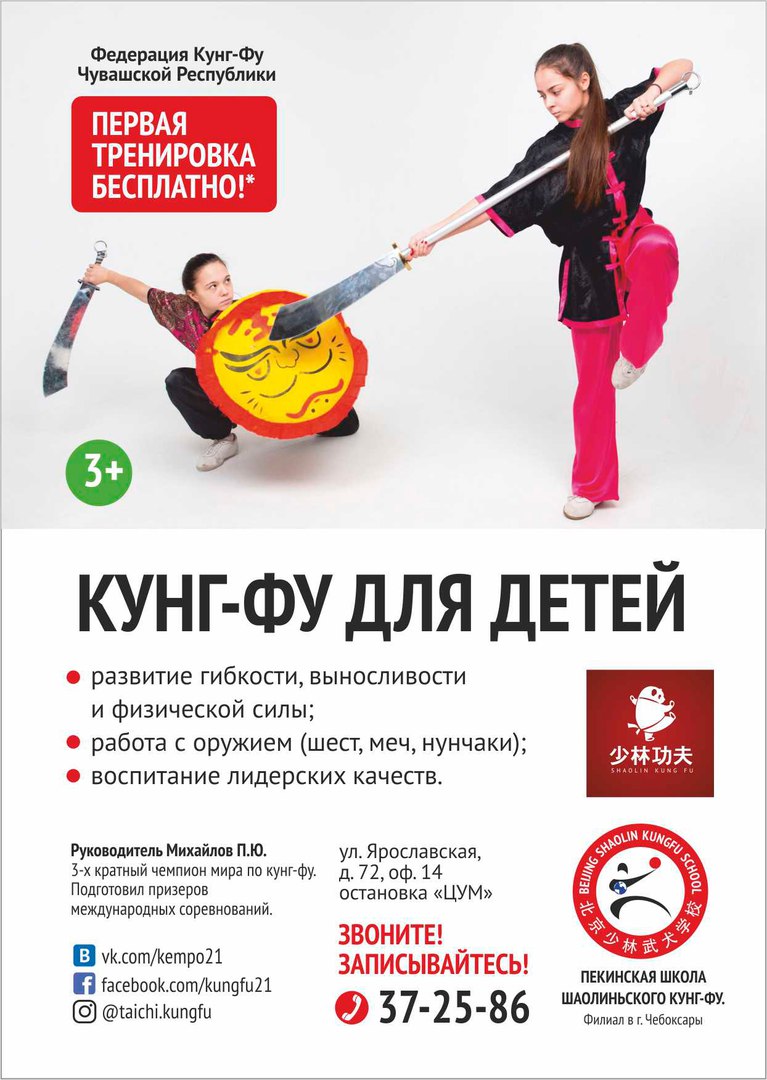 Федерация Кунг-Фу
Чувашской Республики
ПЕРВАЯ
ТРЕНИРОВКА
БЕСПЛАТНО!*
3+
КУНГ-ФУ ДЛЯ ДЕТЕЙ
развитие гибкости, выносливости
и физической силы;
работа с оружием (шест, меч, нунчаки);
воспитание лидерских качеств.
少林功夫
SHAOLIN KUNG FU
Руководитель Михайлов П.Ю.
3-х кратный чемпион мира по кунг-фу.
Подготовил призеров
международных соревнований.
vk.com/kempo21
facebook.com/kungfu21
@taichi.kungfu
ул. Ярославская,
д. 72, оф. 14
остановка «ЦУМ»
ЗВОНИТЕ!
ЗАПИСЫВАЙТЕСЬ!
37-25-86
BEIJING SHAOLIN KUNGFU SCHOOL
北京少林武术学校
ПЕКИНСКАЯ ШКОЛА
ШАОЛИНЬСКОГО КУНГ-ФУ.
Филиал в г. Чебоксары